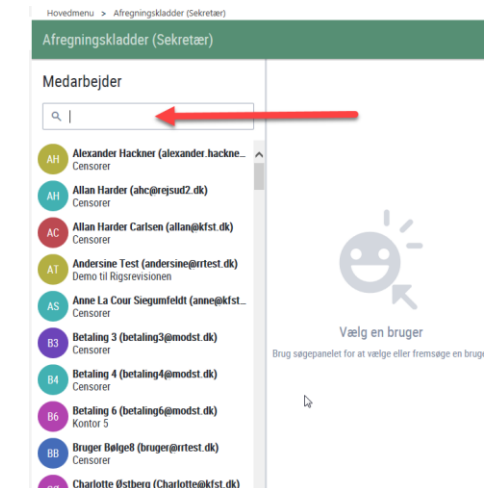 Hovedmenu > Afregningskladder (Sekretær)
Afregningskladder (Sekretær)
Medarbejder
AH Alexander Hackner (alexander.hackne...
Censorer
AH Allan Harder (ahc@rejsud2.dk)
Censorer
AC Allan Harder Carlsen (allan@kfst.dk)
Censorer
AT Andersine Test (andersine@rrtest.dk)
Demo til Rigsrevisionen
AS Anne La Cour Siegumfeldt (anne@kfst...
Censorer
B3 Betaling 3 (betaling3@modst.dk)
Censorer
B4 Betaling 4 (betaling4@modst.dk)
Censorer
B6 Betaling 6 (betaling6@modst.dk)
Kontor 5
BB Bruger Bølge8 (bruger@rrtest.dk)
Censorer
Charlotte Østberg (Charlotte@kfst.dk)
Vælg en bruger
Brug søgepanelet for at vælge eller fremsøge en bruge